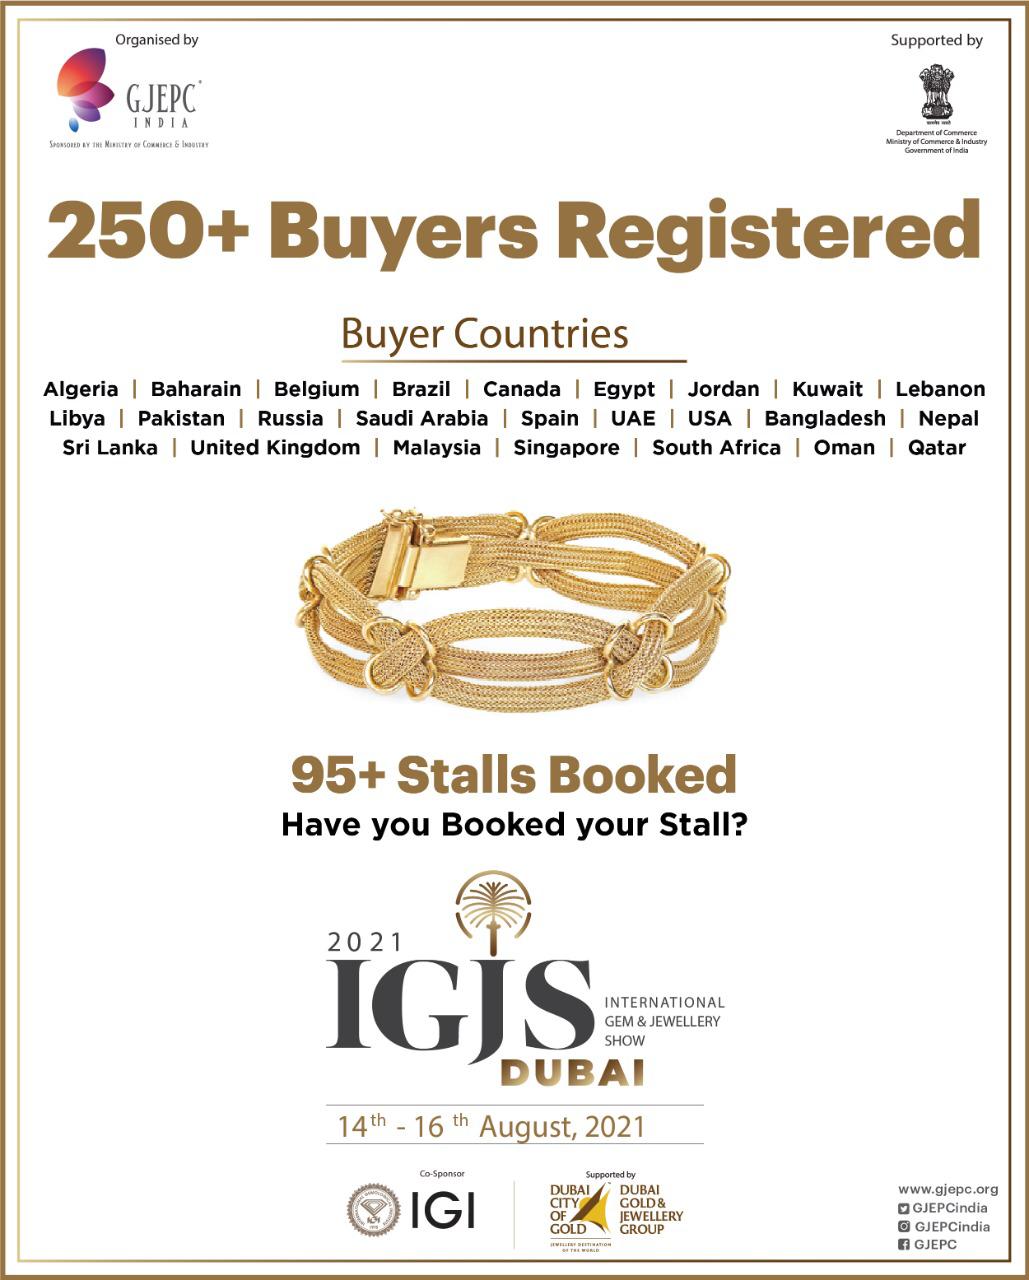 Organised by
GJEPC
INDIA
SPONSORED BY THE MINISTRY OF COMMERCE & INDUSTRY
Supported by
सत्यमेव जयते
Department of Commerce
Ministry of Commerce & Industry
Government of India
250+ Buyers Registered
Buyer Countries
Algeria | Baharain | Belgium | Brazil | Canada | Egypt | Jordan | Kuwait | Lebanon
Libya | Pakistan | Russia | Saudi Arabia | Spain | UAE | USA | Bangladesh | Nepal
Sri Lanka | United Kingdom | Malaysia | Singapore | South Africa | Oman | Qatar
95+ Stalls Booked
Have you Booked your Stall?
2021
IGJS
INTERNATIONAL
GEM & JEWELLERY
SHOW
DUBAI
14th - 16 th August, 2021
Co-Sponsor
IGI
Supported by
DUBAI
CITY
OF
GOLD
JEWELLERY DESTINATION
OF THE WORLD
DUBAI
GOLD &
JEWELLERY
GROUP
www.gjepc.org
GJEPCindia
GJEPCindia
GJEPC